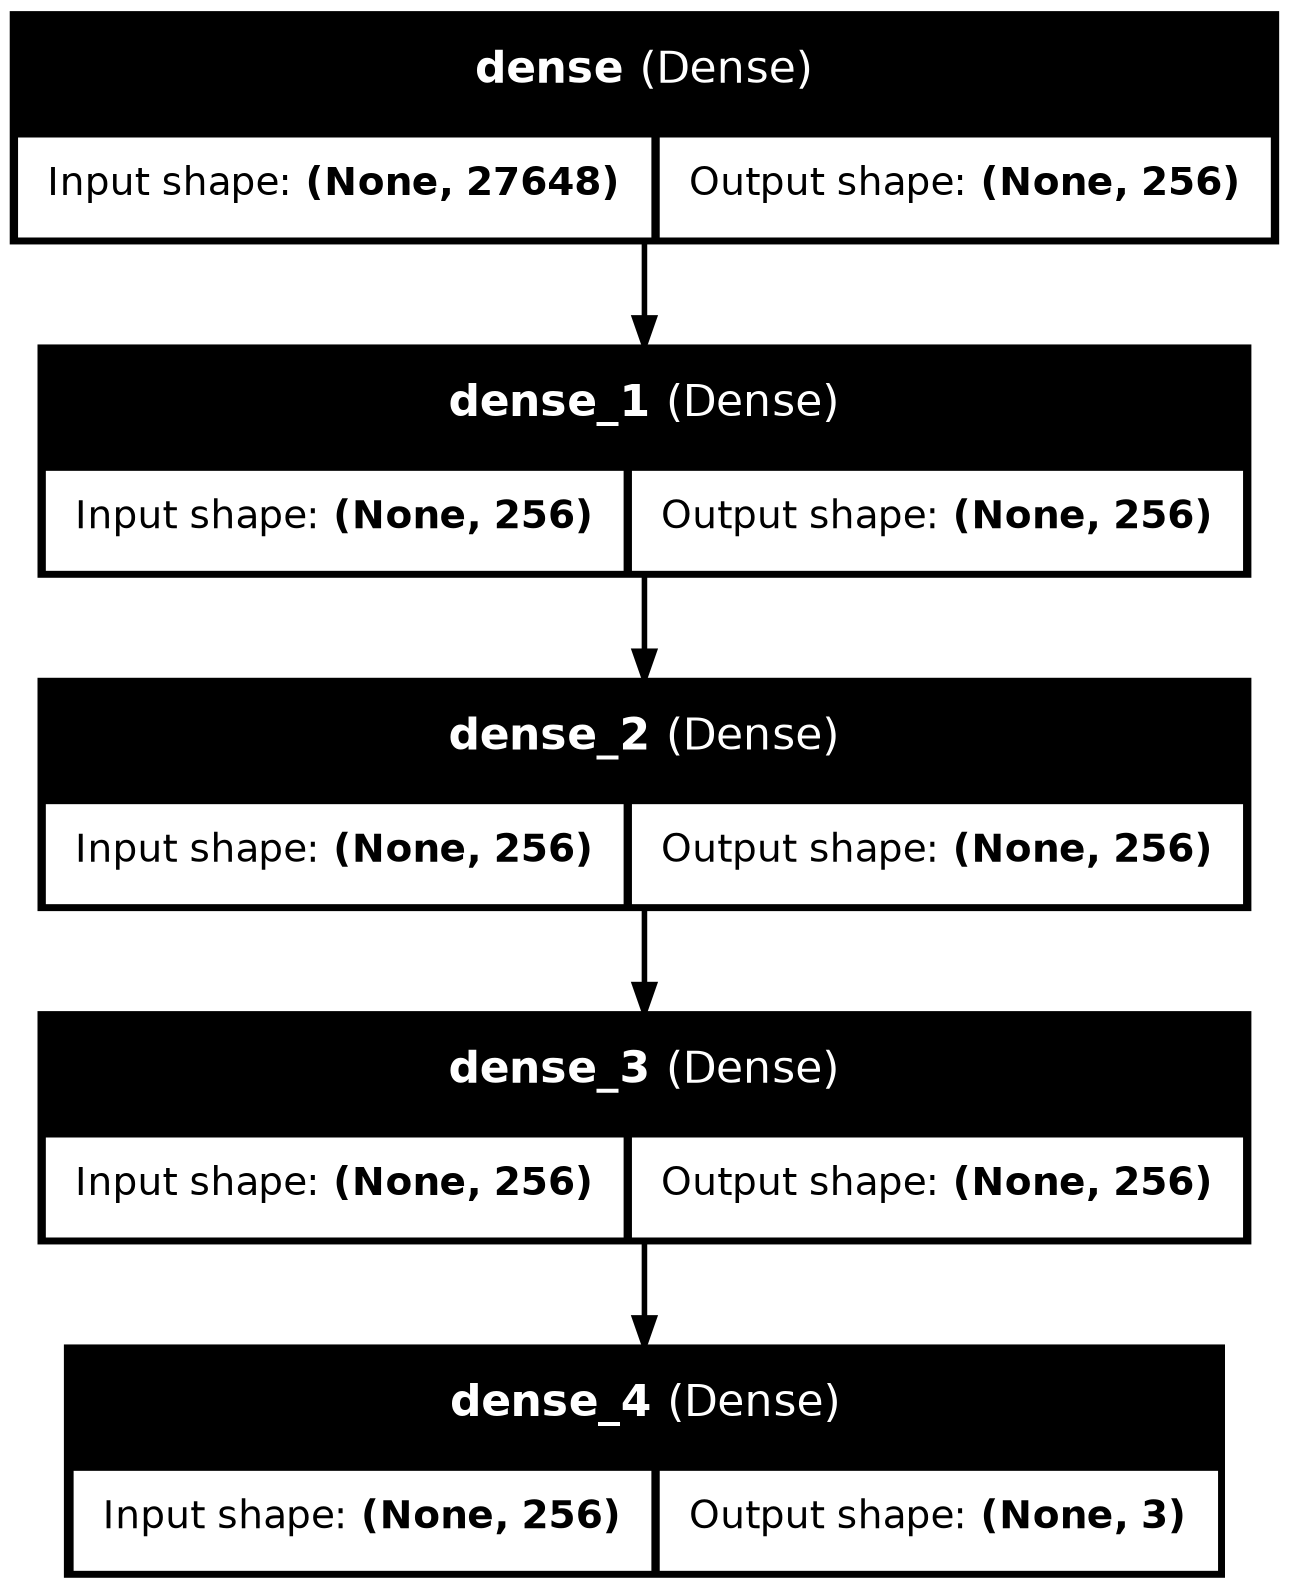 dense (Dense)
Input shape: (None, 27648) Output shape: (None, 256)
dense_1 (Dense)
Input shape: (None, 256) Output shape: (None, 256)
dense_2 (Dense)
Input shape: (None, 256) Output shape: (None, 256)
dense_3 (Dense)
Input shape: (None, 256) Output shape: (None, 256)
dense_4 (Dense)
Input shape: (None, 256) Output shape: (None, 3)